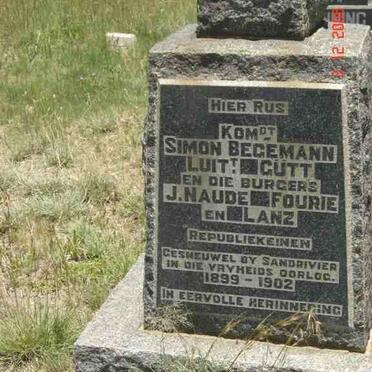 HIER RUS
KOMDT
SIMON BEGEMANN
LUITT GUTT
EN DIE BURGERS
J. NAUDE FOURIE
EN LANZ
REPUBLIEKEINEN
GESNEUWEL BY SANDRIVIER
IN DIE VRYHEIDS OORLOG.
1899 - 1902
IN EERVOLLE HERINNERING